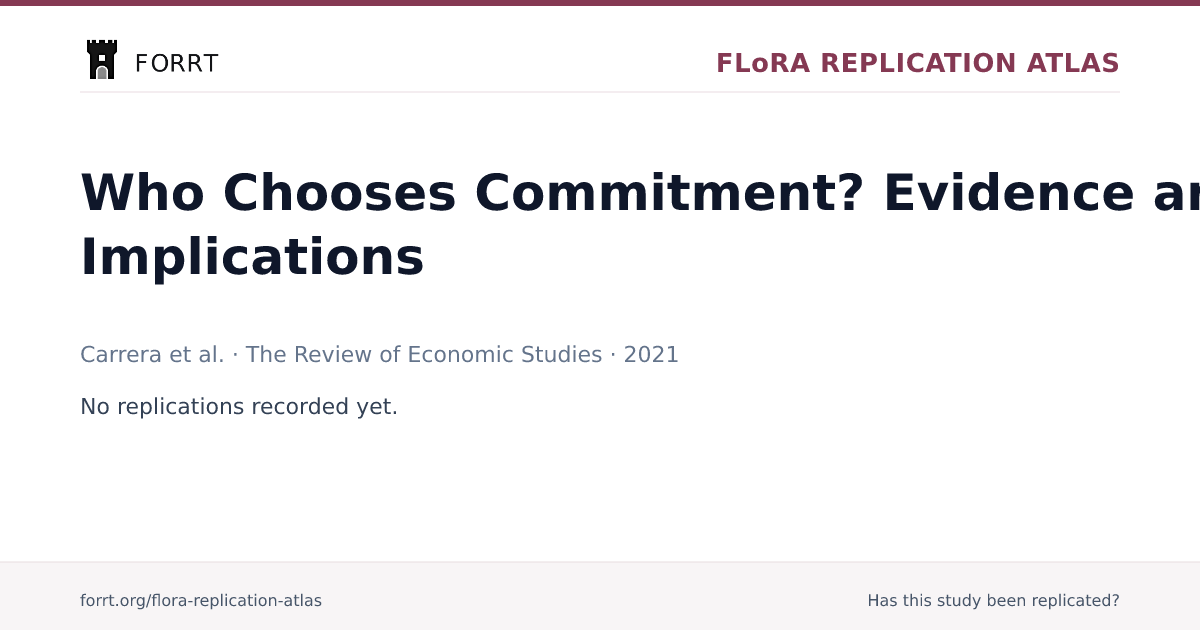 FORRT
FLoRA REPLICATION ATLAS
Who Chooses Commitment? Evidence
Implications
Carrera et al. · The Review of Economic Studies · 2021
No replications recorded yet.
forrt.org/flora-replication-atlas
Has this study been replicated?